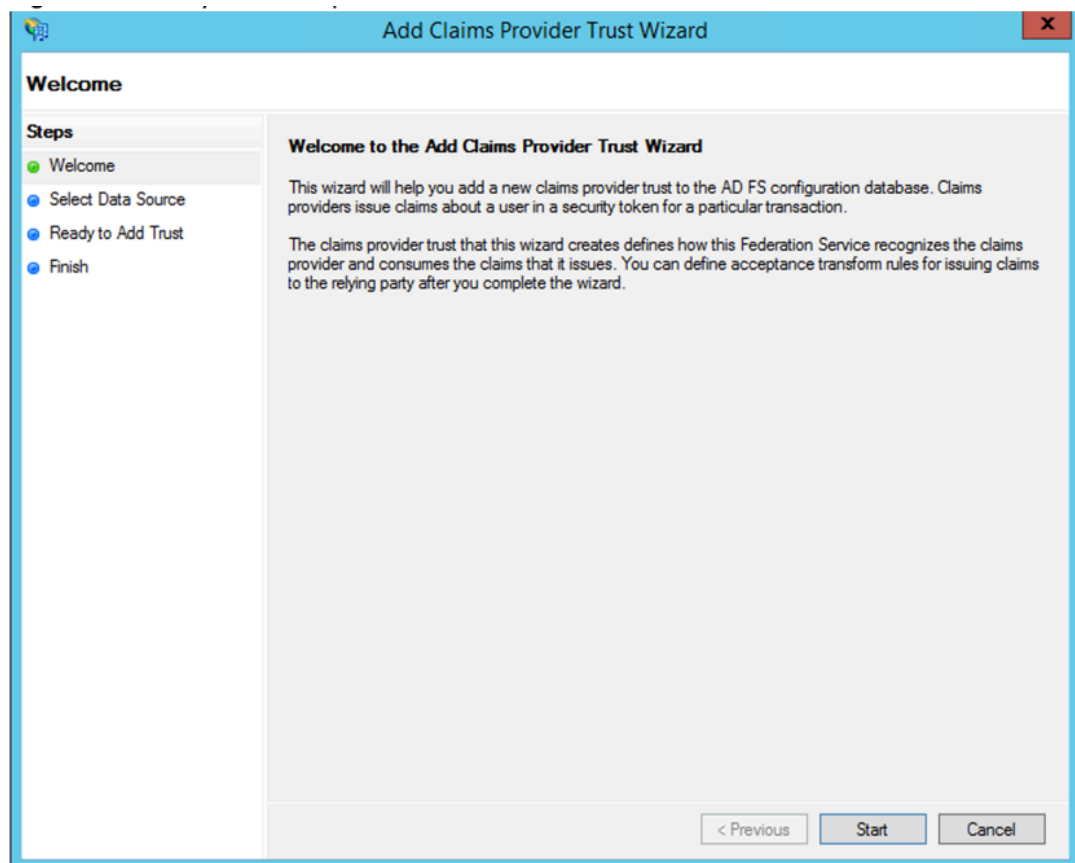 Add Claims Provider Trust Wizard
x
Welcome
Steps
Welcome
Select Data Source
Ready to Add Trust
Finish
Welcome to the Add Claims Provider Trust Wizard
This wizard will help you add a new claims provider trust to the AD FS configuration database. Claims
providers issue claims about a user in a security token for a particular transaction.
The claims provider trust that this wizard creates defines how this Federation Service recognizes the claims
provider and consumes the claims that it issues. You can define acceptance transform rules for issuing claims
to the relying party after you complete the wizard.
< Previous
Start
Cancel